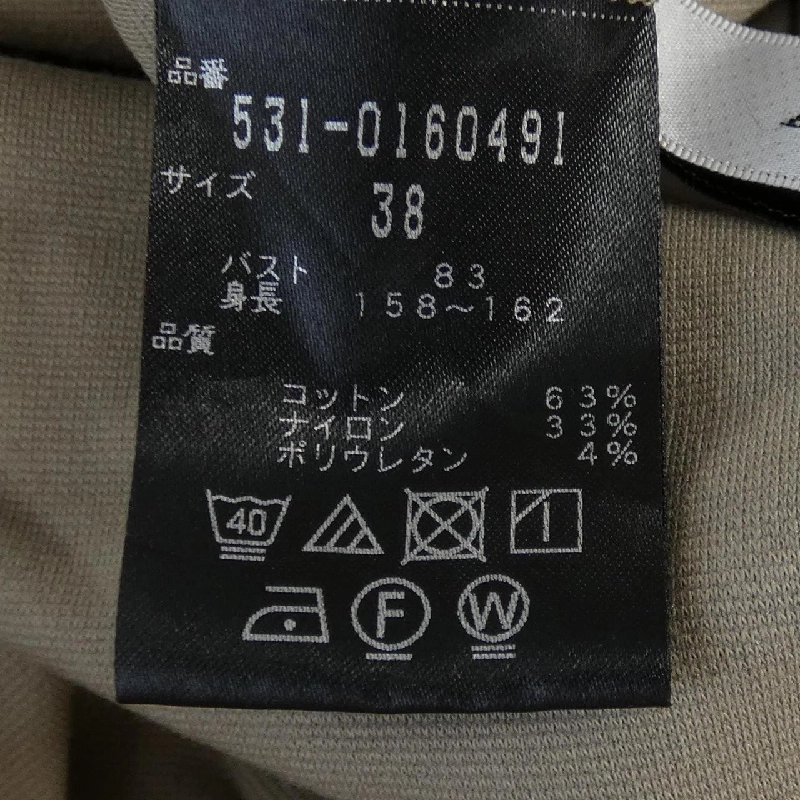 品番
531-0160491
サイズ
38
バスト 83
身長 158～162
品質
コットン 63%
ナイロン 33%
ポリウレタン 4%
40
F W